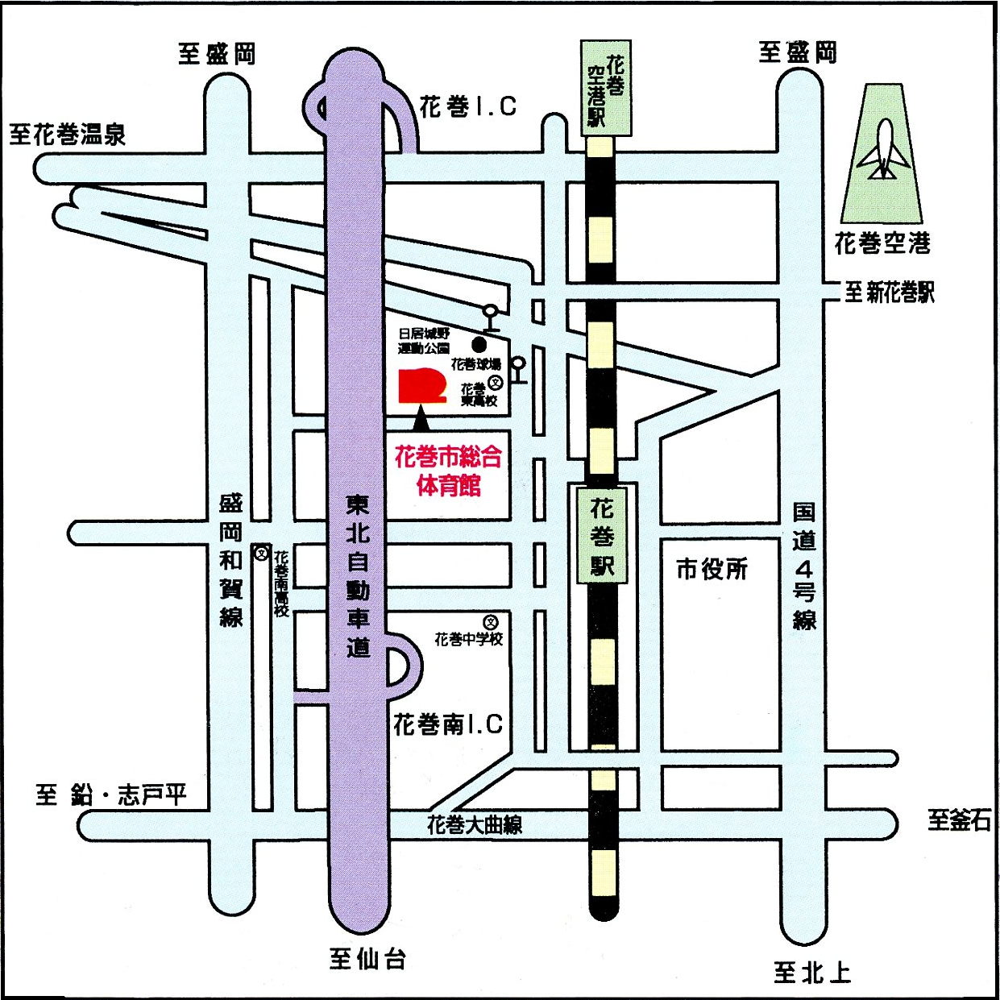 至盛岡
至盛岡
花巻
空港駅
花巻I.C
至花巻温泉
花巻空港
至新花巻駅
日居城野
運動公園
花巻球場
文
花巻
東高校
花巻市総合
体育館
盛岡和賀線
東北自動車道
花巻駅
国道4号線
文
花巻南高校
市役所
文
花巻中学校
花巻南I.C
至 鉛・志戸平
花巻大曲線
至釜石
至仙台
至北上